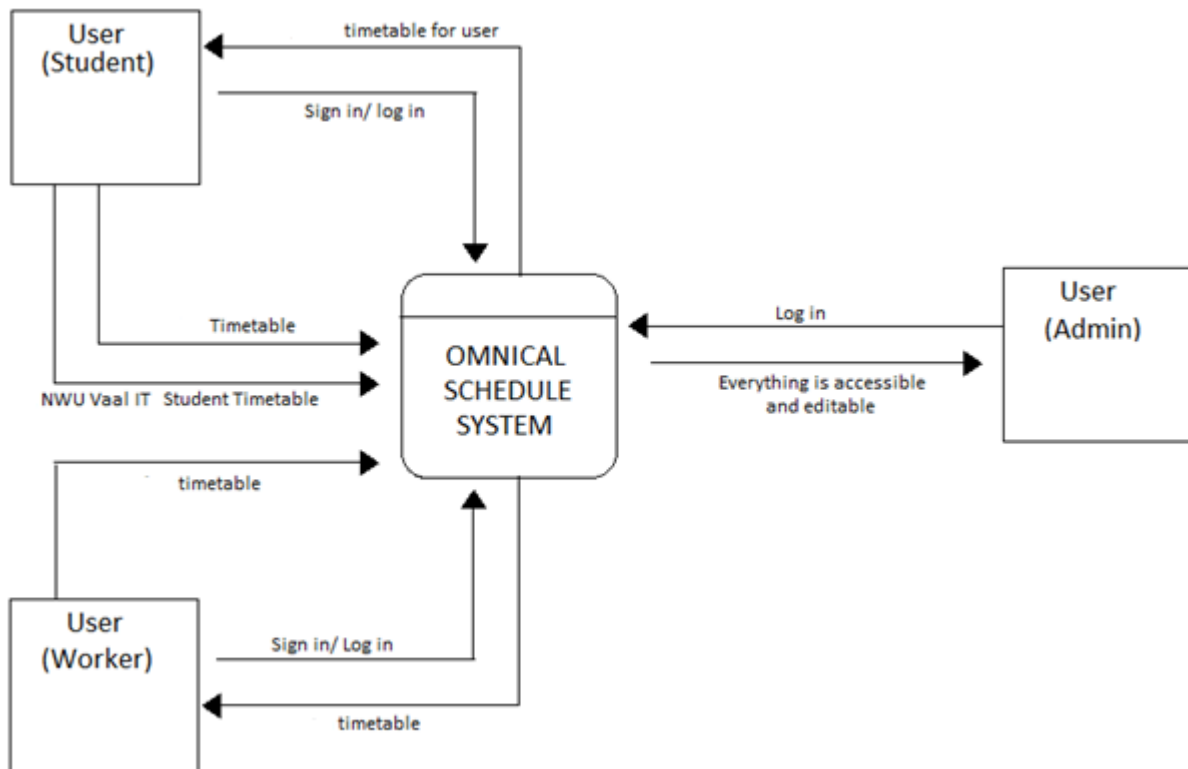 User
(Student)
timetable for user
Sign in/ log in
Timetable
NWU Vaal IT Student Timetable
OMNICAL
SCHEDULE
SYSTEM
Log in
Everything is accessible
and editable
User
(Admin)
timetable
User
(Worker)
Sign in/ Log in
timetable